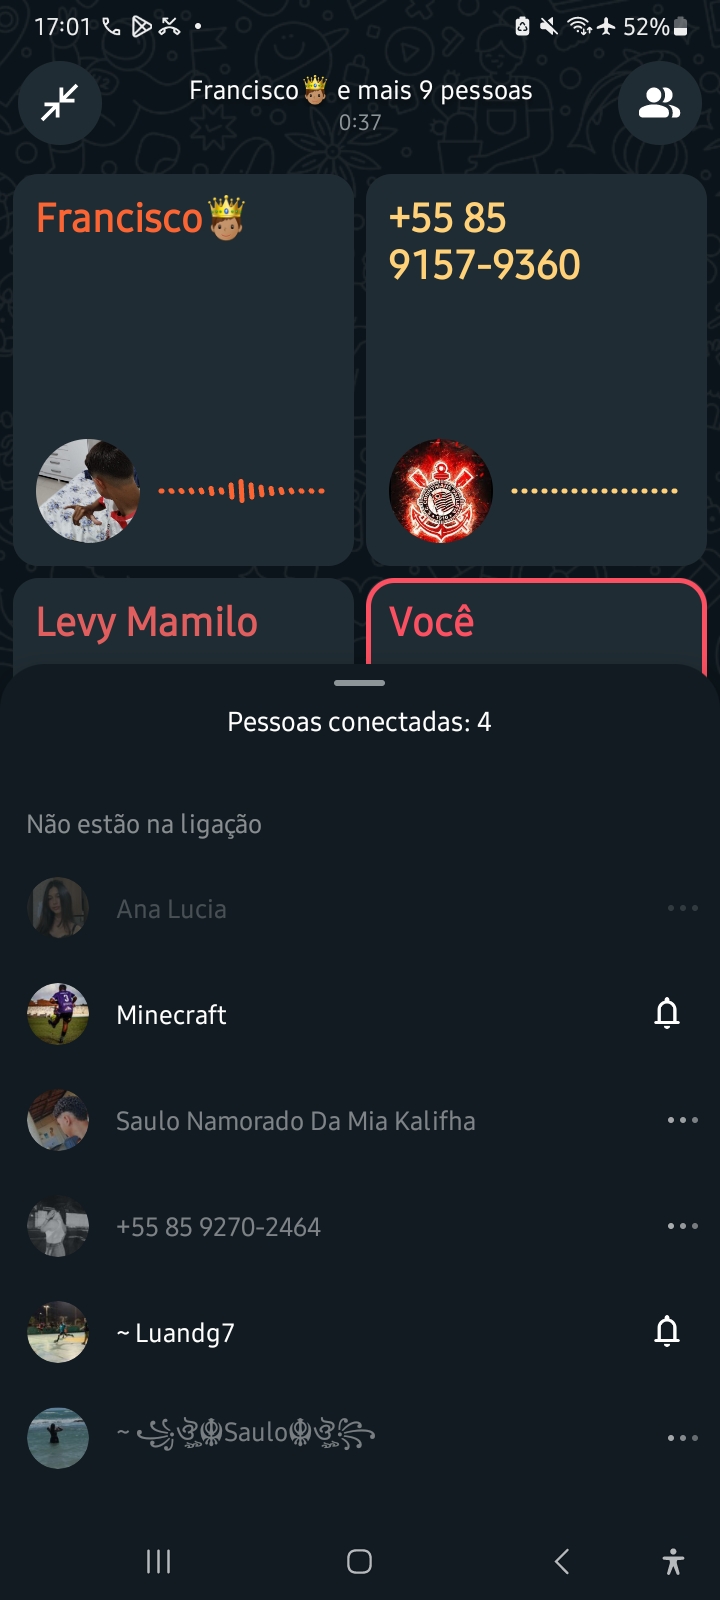 17:01
52%
Francisco🤴🏽 e mais 9 pessoas
0:37
Francisco🤴🏽
+55 85
9157-9360
Levy Mamilo
Você
Pessoas conectadas: 4
Não estão na ligação
Ana Lucia
Minecraft
Saulo Namorado Da Mia Kalifha
+55 85 9270-2464
~ Luandg7
~ ꧁ঔৣ☬Saulo☬ঔৣ꧂